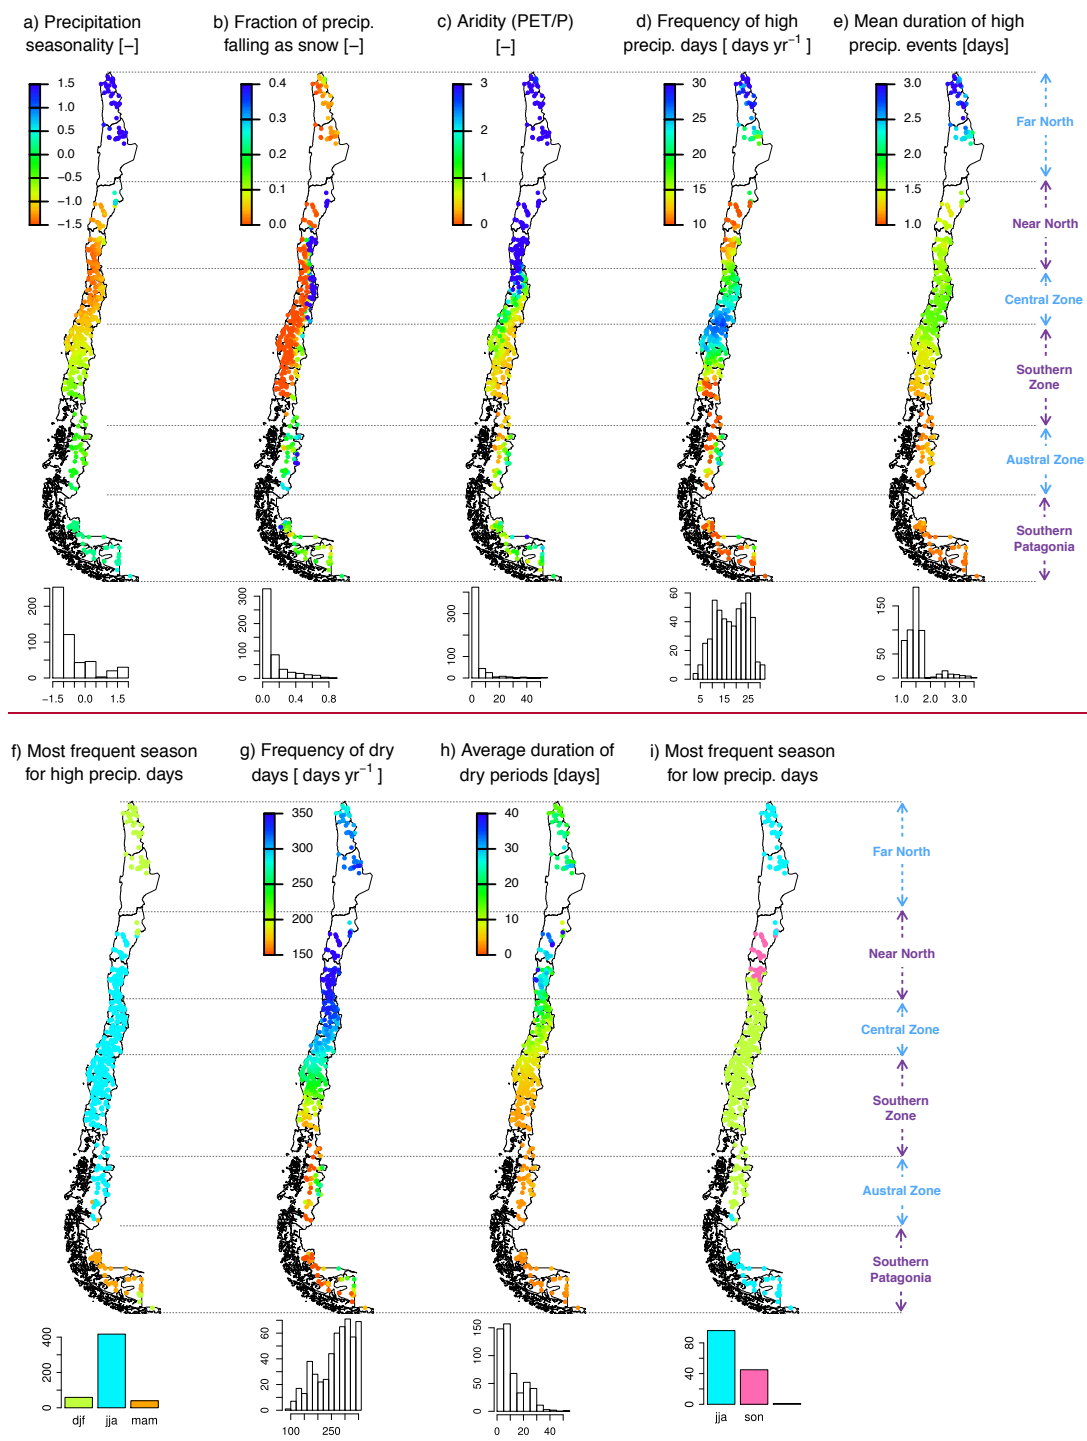 a) Precipitation
seasonality [−]
b) Fraction of precip.
falling as snow [−]
c) Aridity (PET/P)
[−]
d) Frequency of high
precip. days [ days yr⁻¹ ]
e) Mean duration of high
precip. events [days]
1.5
1.0
0.5
0.0
−0.5
−1.0
−1.5
0.4
0.3
0.2
0.1
0.0
3
2
1
0
30
25
20
15
10
3.0
2.5
2.0
1.5
1.0
Far North
Near North
Central Zone
Southern
Zone
Austral Zone
Southern
Patagonia
200
100
0
−1.5 0.0 1.5
300
200
100
0
0.0 0.4 0.8
400
200
0
0 20 40
60
40
20
0
5 15 25
150
50
0
1.0 2.0 3.0
f) Most frequent season
for high precip. days
g) Frequency of dry
days [ days yr⁻¹ ]
h) Average duration of
dry periods [days]
i) Most frequent season
for low precip. days
350
300
250
200
150
40
30
20
10
0
Far North
Near North
Central Zone
Southern
Zone
Austral Zone
Southern
Patagonia
400
200
0
djf jja mam
60
40
20
0
100 250
150
100
50
0
0 20 40
80
40
0
jja son